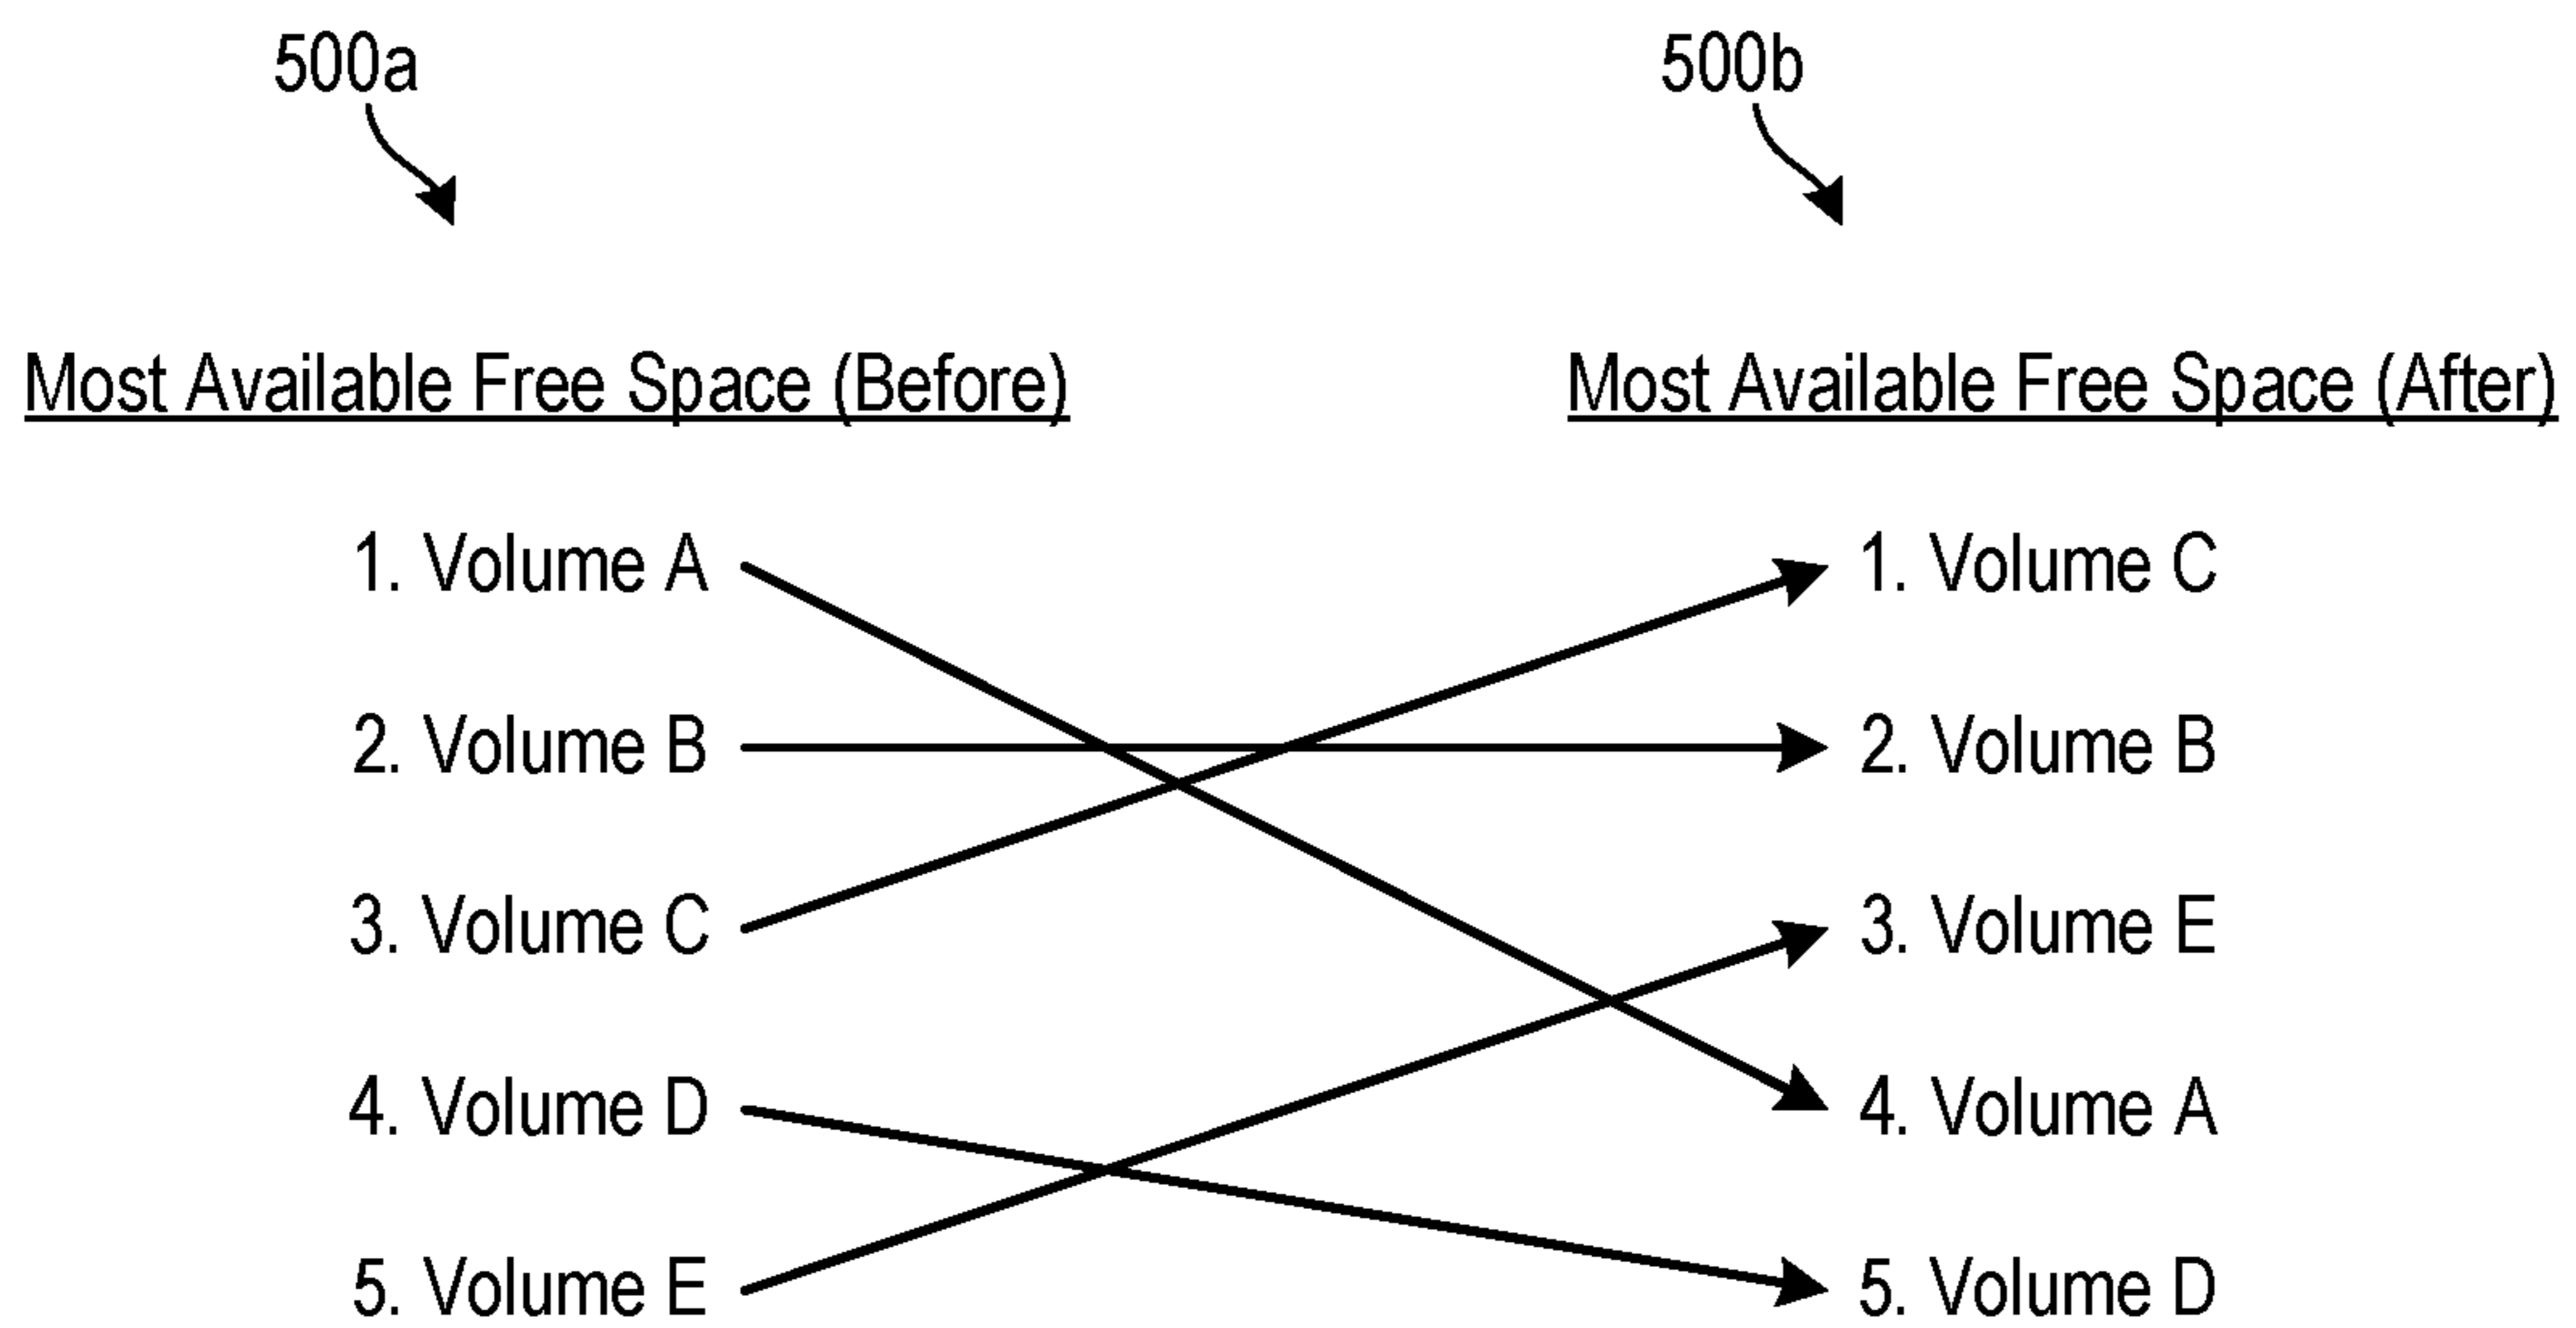 500a
500b
Most Available Free Space (Before)
Most Available Free Space (After)
1. Volume A
2. Volume B
3. Volume C
4. Volume D
5. Volume E
1. Volume C
2. Volume B
3. Volume E
4. Volume A
5. Volume D